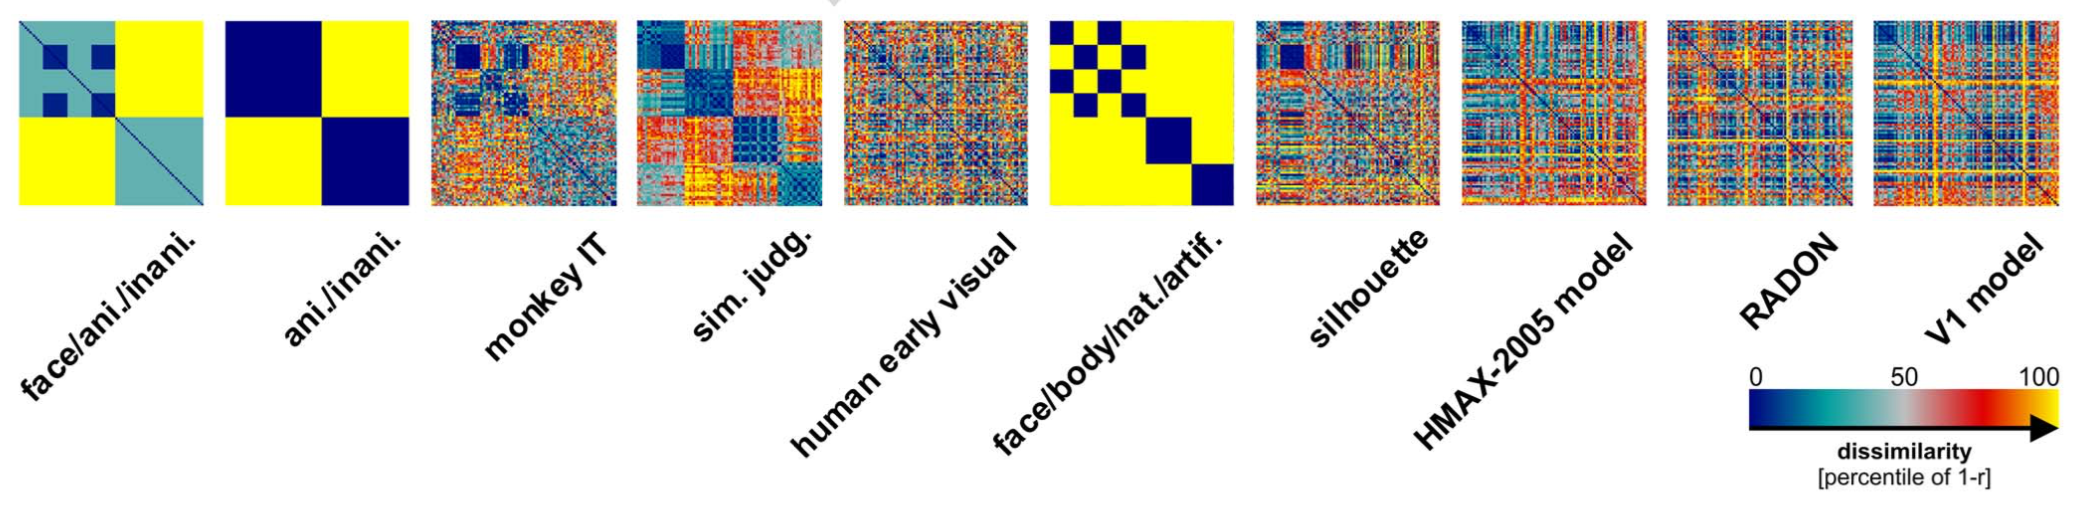 face/ani./inani.
ani./inani.
monkey IT
sim. judg.
human early visual
face/body/nat./artif.
silhouette
HMAX-2005 model
RADON
V1 model
0 50 100
dissimilarity
[percentile of 1-r]